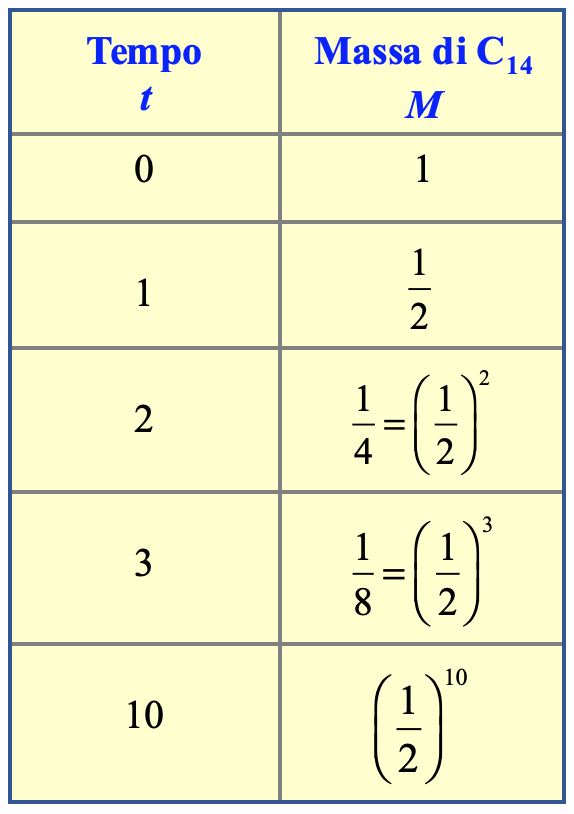 Tempo t | Massa di C₁₄ M
0 | 1
1 | 1/2
2 | 1/4 = (1/2)²
3 | 1/8 = (1/2)³
10 | (1/2)¹⁰